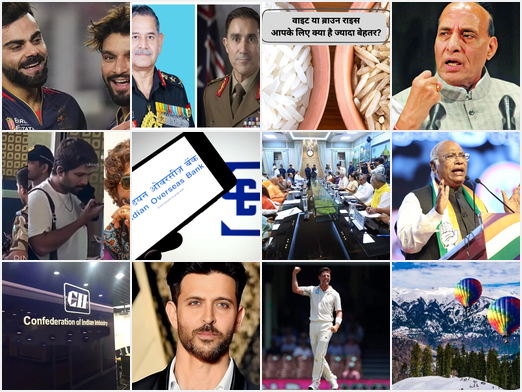 वाइट या ब्राउन राइस
आपके लिए क्या है ज्यादा बेहतर?
इंडियन ओवरसीज बैंक
Indian Overseas Bank
CII
Confederation of Indian Industry